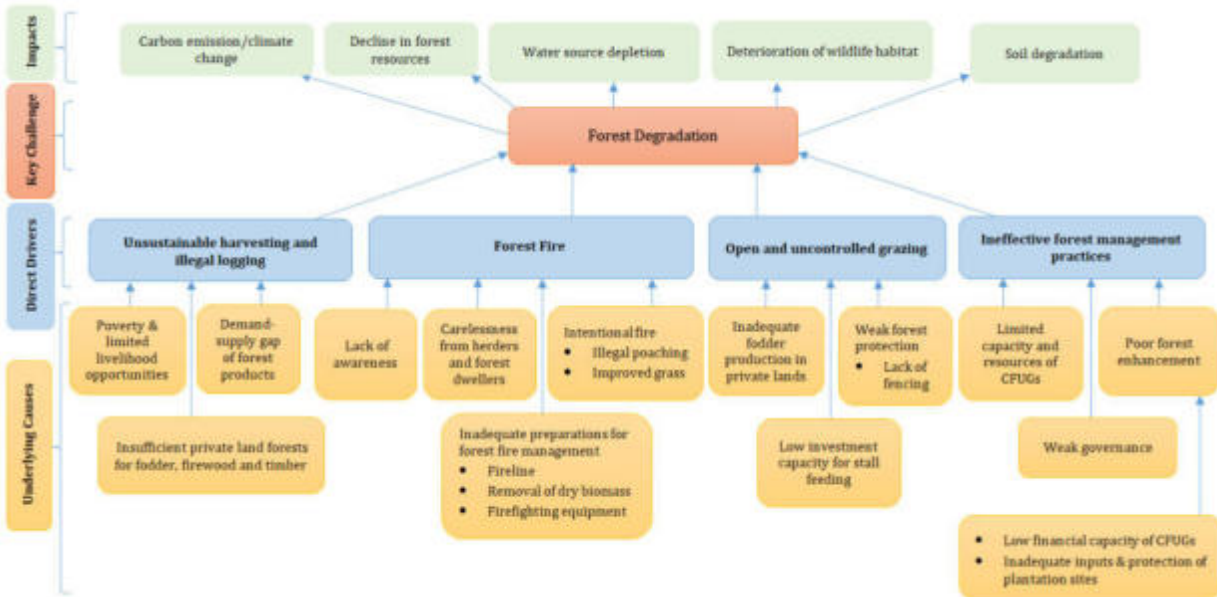 Impacts
Carbon emission/climate
change
Decline in forest
resources
Water source depletion
Deterioration of wildlife habitat
Soil degradation
Key Challenge
Forest Degradation
Direct Drivers
Unsustainable harvesting and
illegal logging
Forest Fire
Open and uncontrolled grazing
Ineffective forest management
practices
Underlying Causes
Poverty &
limited
livelihood
opportunities
Demand-
supply gap
of forest
products
Lack of
awareness
Carelessness
from herders
and forest
dwellers
Intentional fire
• Illegal poaching
• Improved grass
Inadequate
fodder
production in
private lands
Weak forest
protection
• Lack of
fencing
Limited
capacity and
resources of
CFUGs
Poor forest
enhancement
Insufficient private land forests
for fodder, firewood and timber
Inadequate preparations for
forest fire management
• Fireline
• Removal of dry biomass
• Firefighting equipment
Low investment
capacity for stall
feeding
Weak governance
• Low financial capacity of CFUGs
• Inadequate inputs & protection of
plantation sites